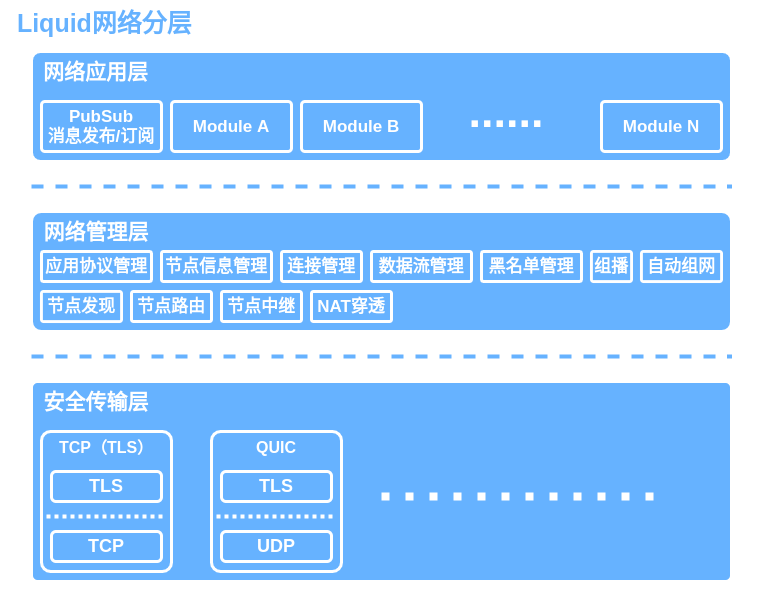 Liquid网络分层
网络应用层
PubSub
消息发布/订阅
Module A
Module B
Module N
网络管理层
应用协议管理
节点信息管理
连接管理
数据流管理
黑名单管理
组播
自动组网
节点发现
节点路由
节点中继
NAT穿透
安全传输层
TCP（TLS）
TLS
TCP
QUIC
TLS
UDP